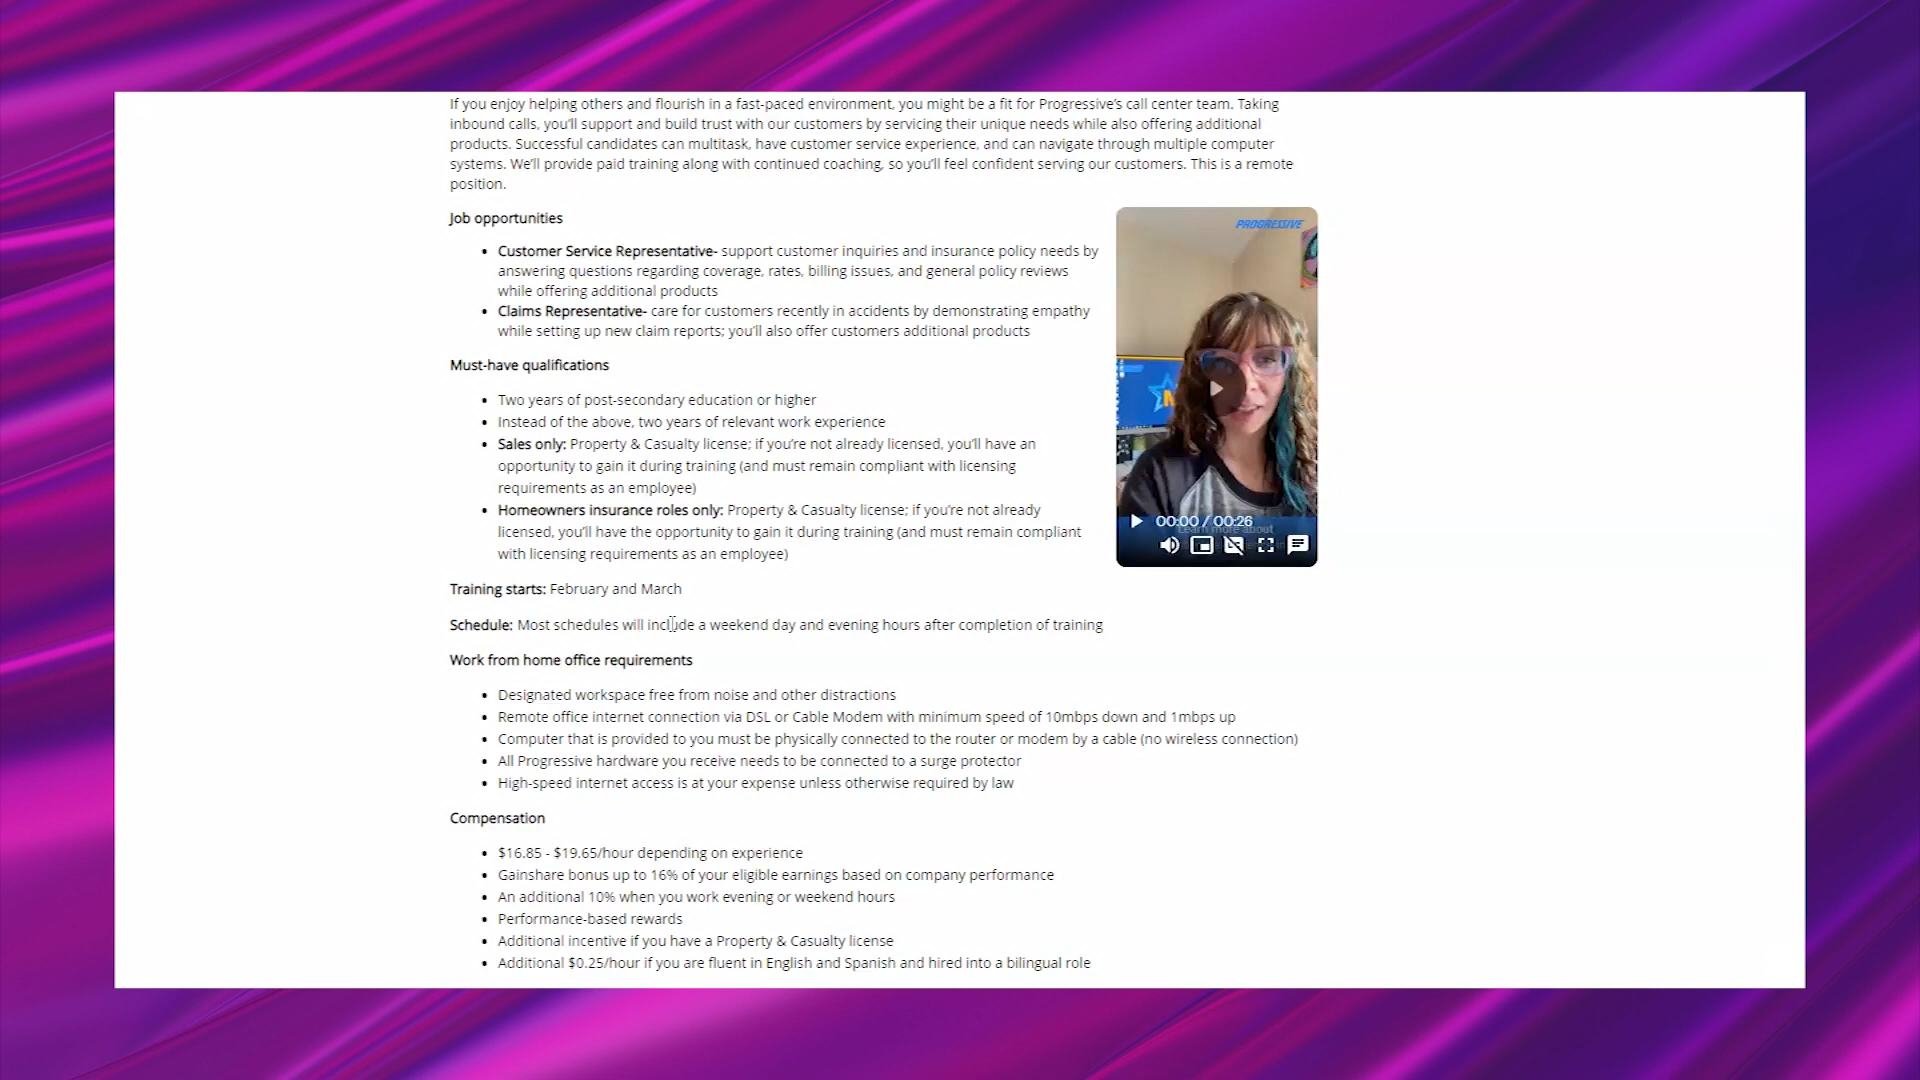 If you enjoy helping others and flourish in a fast-paced environment, you might be a fit for Progressive's call center team. Taking
inbound calls, you'll support and build trust with our customers by servicing their unique needs while also offering additional
products. Successful candidates can multitask, have customer service experience, and can navigate through multiple computer
systems. We'll provide paid training along with continued coaching, so you'll feel confident serving our customers. This is a remote
position.
Job opportunities
• Customer Service Representative- support customer inquiries and insurance policy needs by
answering questions regarding coverage, rates, billing issues, and general policy reviews
while offering additional products
• Claims Representative- care for customers recently in accidents by demonstrating empathy
while setting up new claim reports; you'll also offer customers additional products
Must-have qualifications
• Two years of post-secondary education or higher
• Instead of the above, two years of relevant work experience
• Sales only: Property & Casualty license; if you're not already licensed, you'll have an
opportunity to gain it during training (and must remain compliant with licensing
requirements as an employee)
• Homeowners insurance roles only: Property & Casualty license; if you're not already
licensed, you'll have the opportunity to gain it during training (and must remain compliant
with licensing requirements as an employee)
PROGRESSIVE
00:00 / 00:26
Learn more about
Training starts: February and March
Schedule: Most schedules will include a weekend day and evening hours after completion of training
Work from home office requirements
• Designated workspace free from noise and other distractions
• Remote office internet connection via DSL or Cable Modem with minimum speed of 10mbps down and 1mbps up
• Computer that is provided to you must be physically connected to the router or modem by a cable (no wireless connection)
• All Progressive hardware you receive needs to be connected to a surge protector
• High-speed internet access is at your expense unless otherwise required by law
Compensation
• $16.85 - $19.65/hour depending on experience
• Gainshare bonus up to 16% of your eligible earnings based on company performance
• An additional 10% when you work evening or weekend hours
• Performance-based rewards
• Additional incentive if you have a Property & Casualty license
• Additional $0.25/hour if you are fluent in English and Spanish and hired into a bilingual role